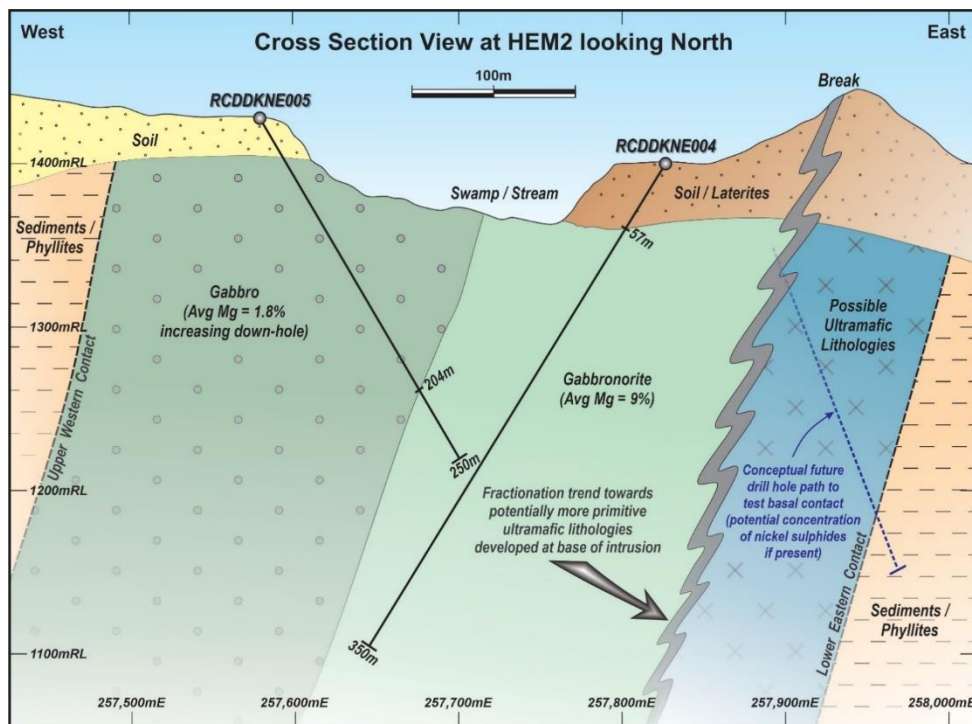 West
Cross Section View at HEM2 looking North
East
100m
Break
RCDDKNE005
RCDDKNE004
Soil
Soil / Laterites
Swamp / Stream
1400mRL
57m
Sediments /
Phyllites
Gabbro
(Avg Mg = 1.8%
increasing down-hole)
Possible
Ultramafic
Lithologies
1300mRL
204m
Gabbronorite
(Avg Mg = 9%)
Upper Western Contact
250m
1200mRL
Fractionation trend towards
potentially more primitive
ultramafic lithologies
developed at base of intrusion
Conceptual future
drill hole path to
test basal contact
(potential concentration
of nickel sulphides
if present)
Lower Eastern Contact
Sediments /
Phyllites
1100mRL
350m
257,500mE
257,600mE
257,700mE
257,800mE
257,900mE
258,000mE